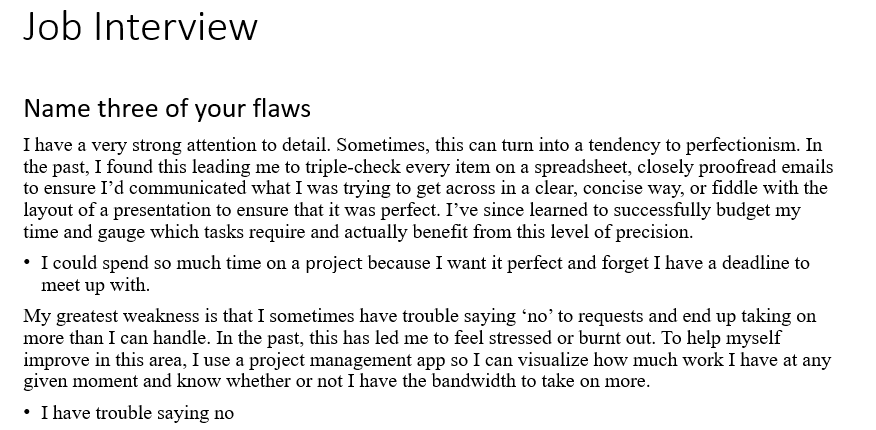 Job Interview
Name three of your flaws
I have a very strong attention to detail. Sometimes, this can turn into a tendency to perfectionism. In
the past, I found this leading me to triple-check every item on a spreadsheet, closely proofread emails
to ensure I’d communicated what I was trying to get across in a clear, concise way, or fiddle with the
layout of a presentation to ensure that it was perfect. I’ve since learned to successfully budget my
time and gauge which tasks require and actually benefit from this level of precision.
• I could spend so much time on a project because I want it perfect and forget I have a deadline to
meet up with.
My greatest weakness is that I sometimes have trouble saying ‘no’ to requests and end up taking on
more than I can handle. In the past, this has led me to feel stressed or burnt out. To help myself
improve in this area, I use a project management app so I can visualize how much work I have at any
given moment and know whether or not I have the bandwidth to take on more.
• I have trouble saying no